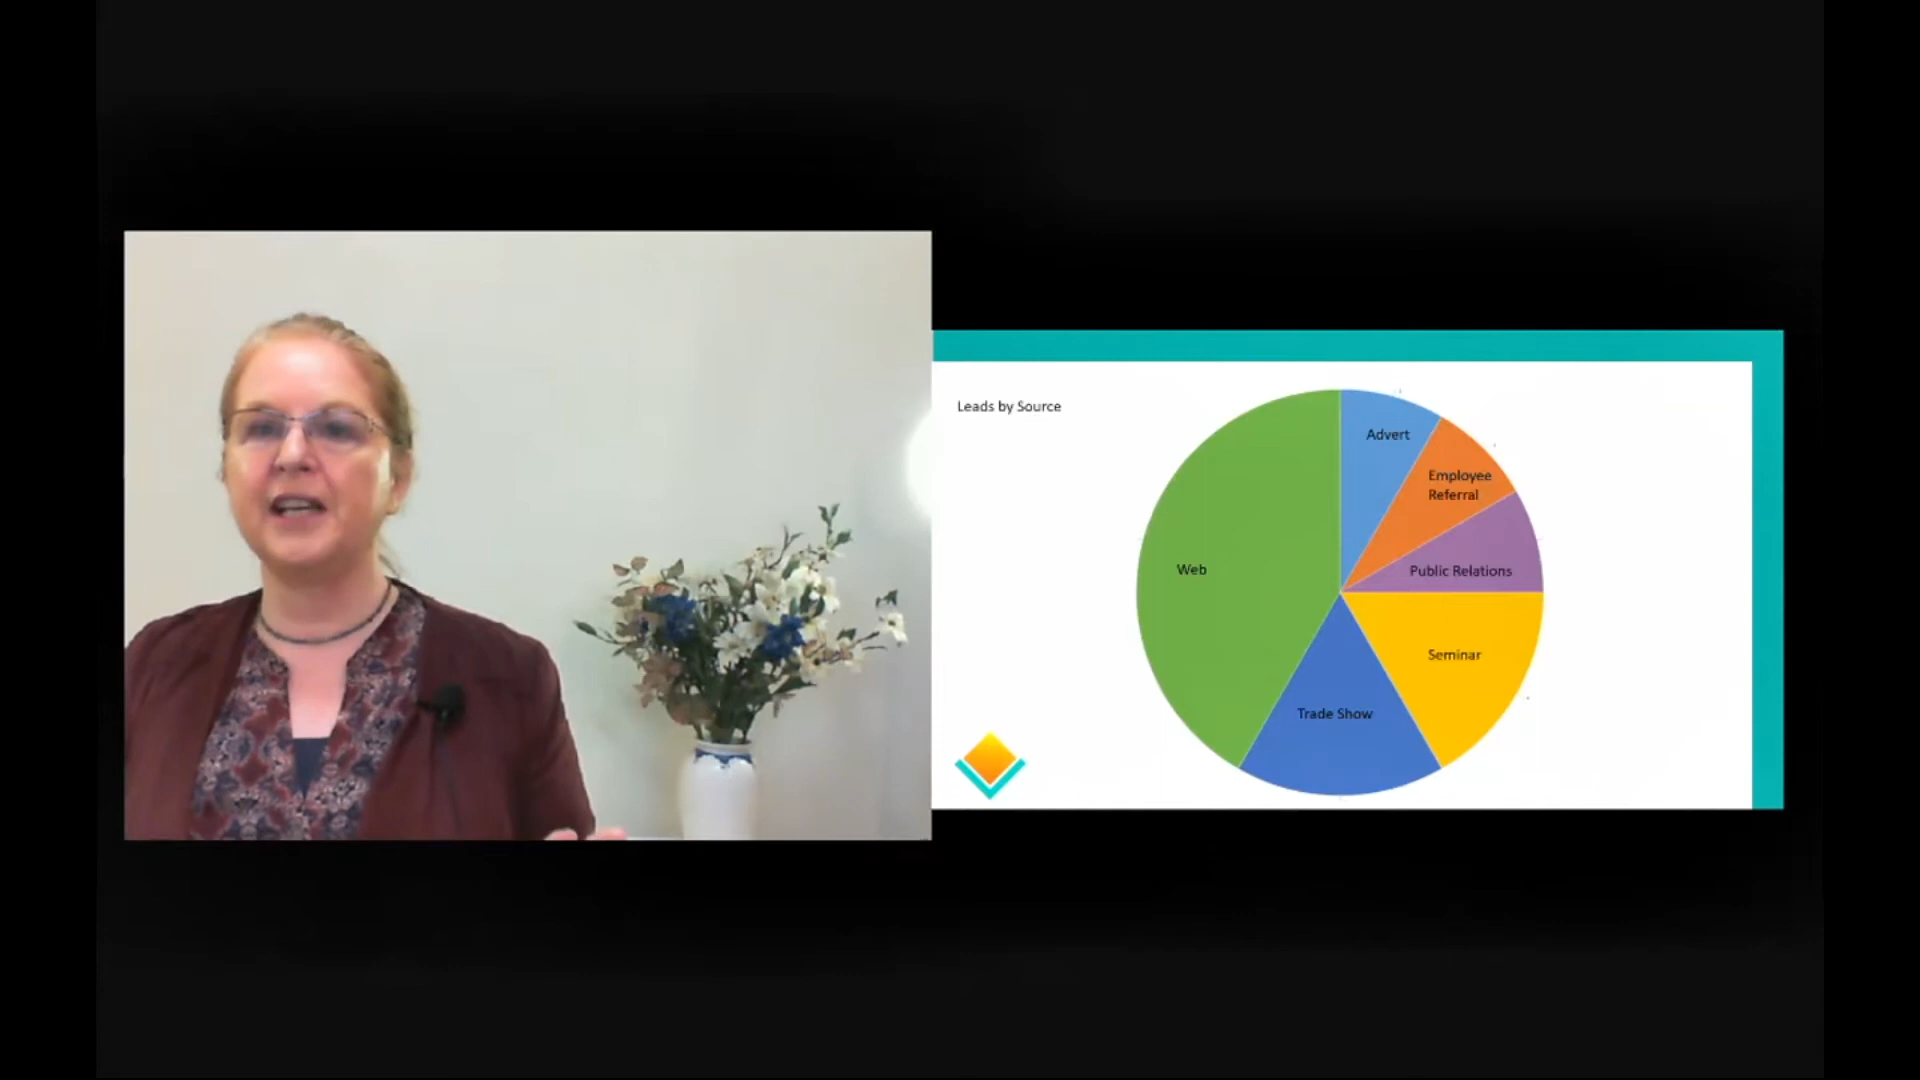 Leads by Source
Advert
Employee
Referral
Public Relations
Seminar
Trade Show
Web